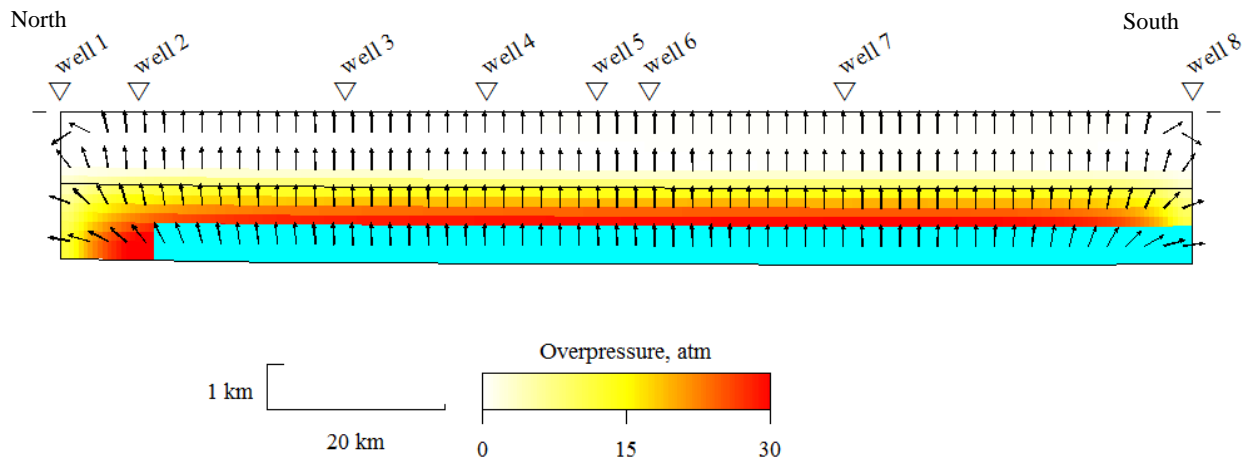 North
South
well 1
well 2
well 3
well 4
well 5
well 6
well 7
well 8
Overpressure, atm
1 km
20 km
0
15
30